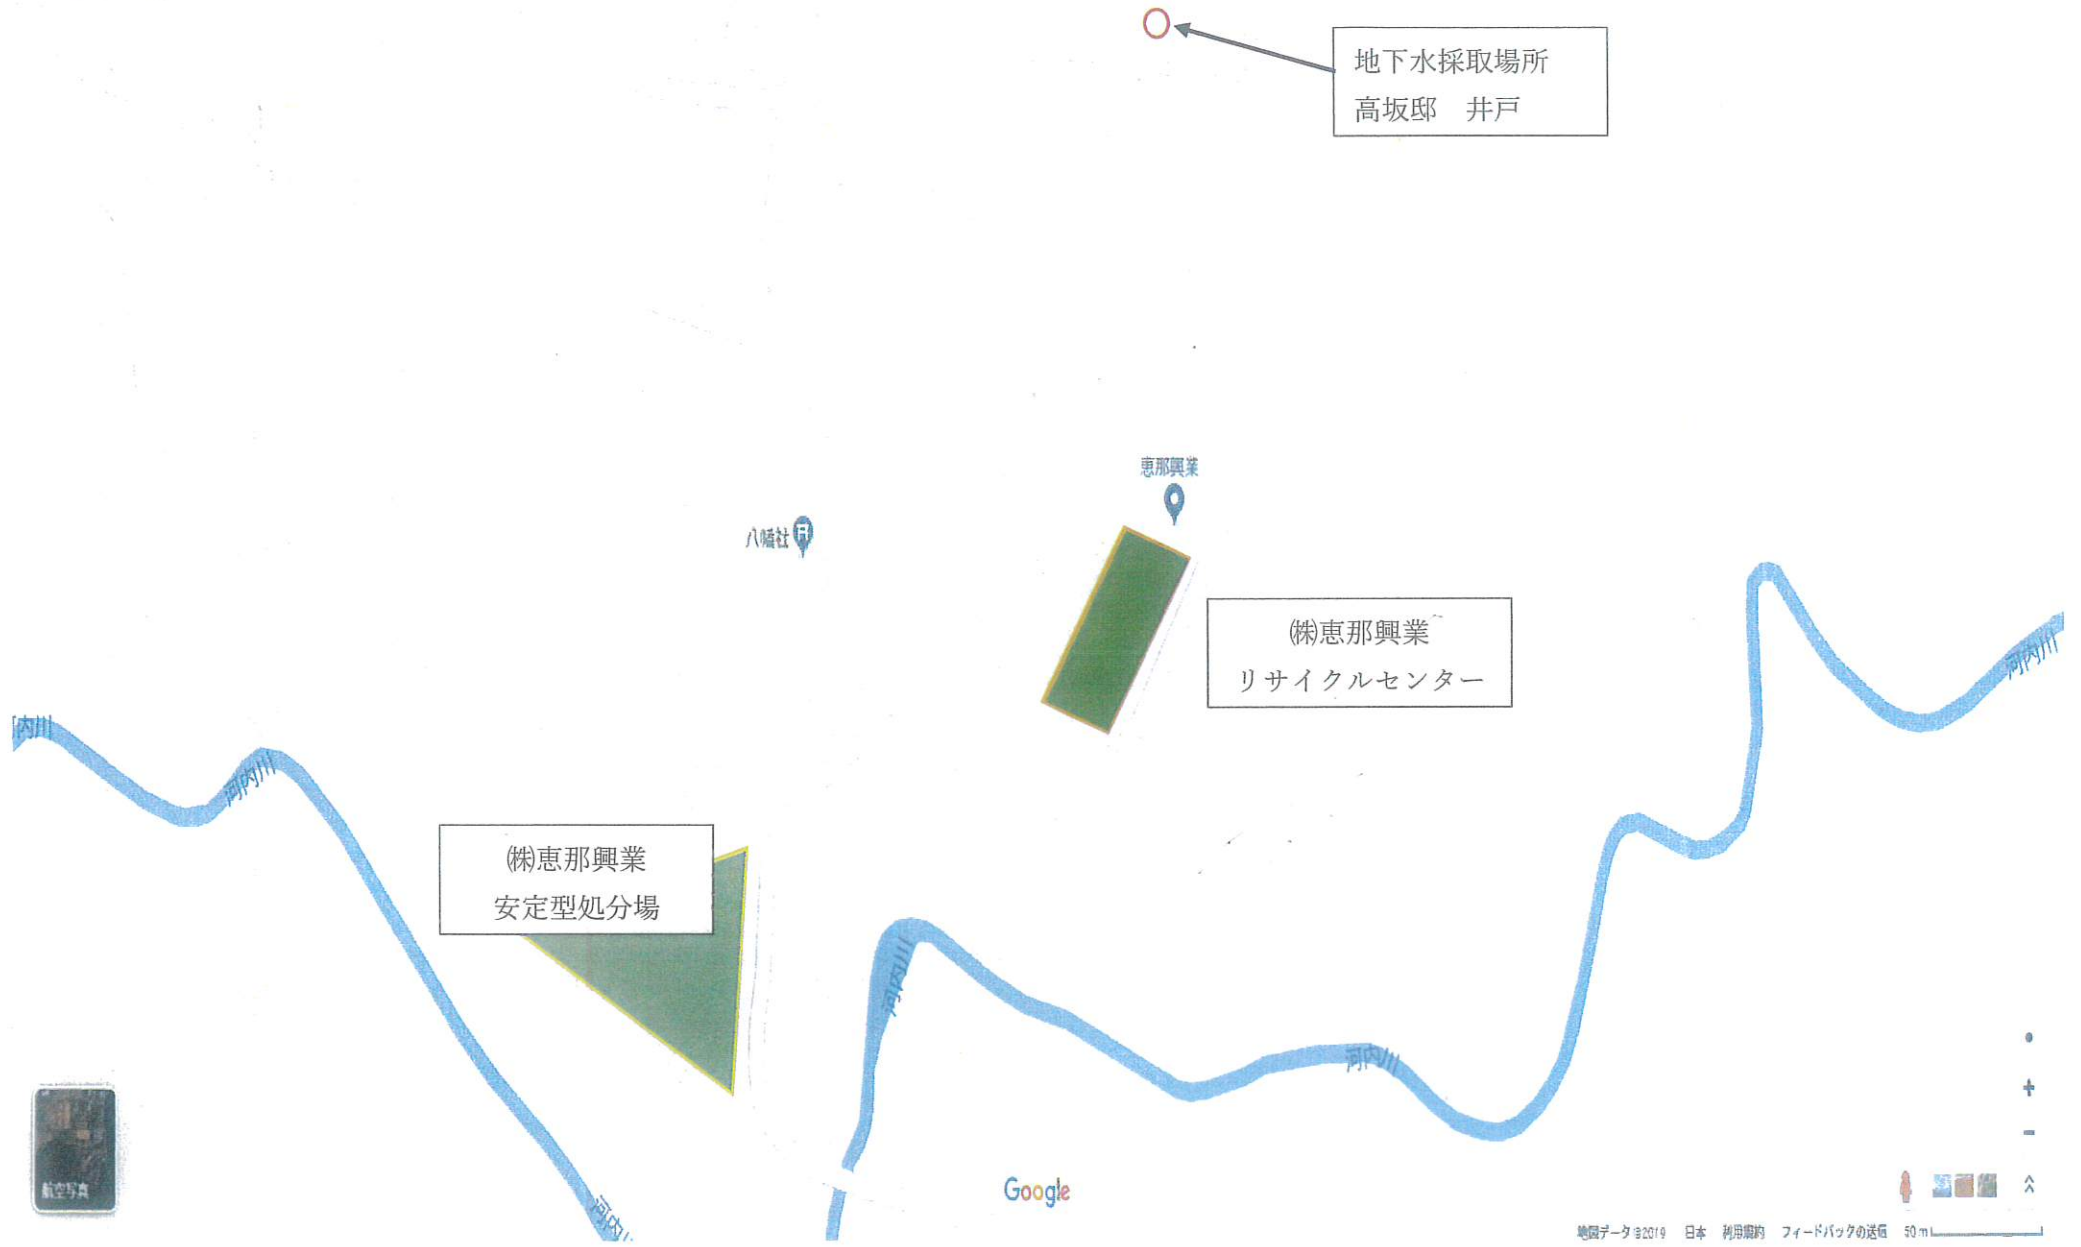 地下水採取場所
高坂邸　井戸
恵那興業
八幡社
㈱恵那興業
リサイクルセンター
河内川
内川
河内川
㈱恵那興業
安定型処分場
河内川
河内川
航空写真
Google
河内川
地図データ©2019 日本 利用規約 フィードバックの送信 50 m